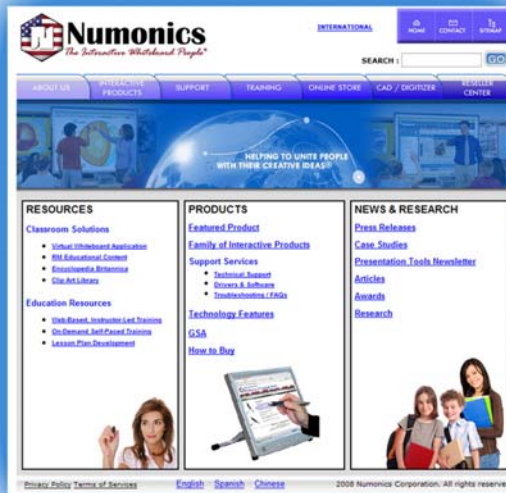 Numonics
The Interactive Whiteboard People
INTERNATIONAL
HOME
CONTACT
SITEMAP
SEARCH :
GO
ABOUT US
INTERACTIVE PRODUCTS
SUPPORT
TRAINING
ONLINE STORE
CAD / DIGITIZER
RESELLER CENTER
HELPING TO UNITE PEOPLE
WITH THEIR CREATIVE IDEAS®
RESOURCES
Classroom Solutions
Virtual Whiteboard Application
RM Educational Content
Encyclopedia Britannica
Clip Art Library
Education Resources
Web-Based, Instructor-Led Training
On-Demand Self-Paced Training
Lesson Plan Development
PRODUCTS
Featured Product
Family of Interactive Products
Support Services
Technical Support
Drivers & Software
Troubleshooting / FAQs
Technology Features
GSA
How to Buy
NEWS & RESEARCH
Press Releases
Case Studies
Presentation Tools Newsletter
Articles
Awards
Research
Privacy Policy Terms of Services
English Spanish Chinese
2008 Numonics Corporation. All rights reserve